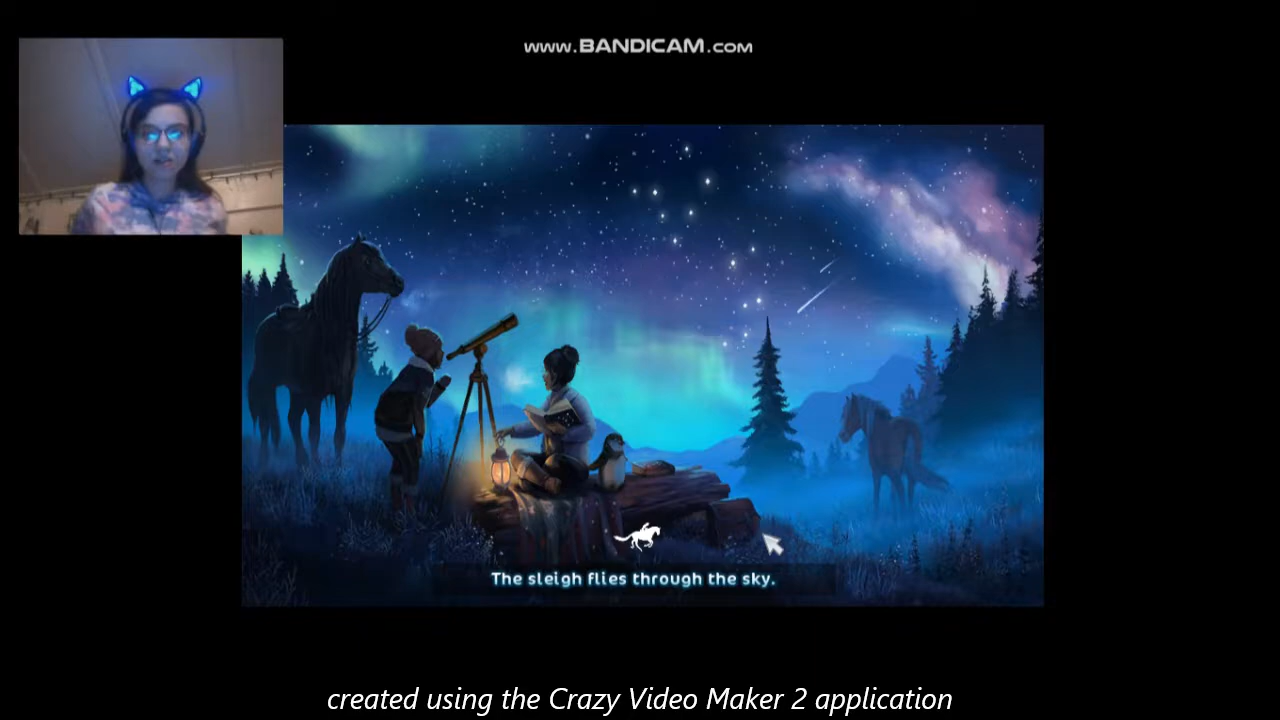 www.BANDICAM.com
The sleigh flies through the sky.
created using the Crazy Video Maker 2 application